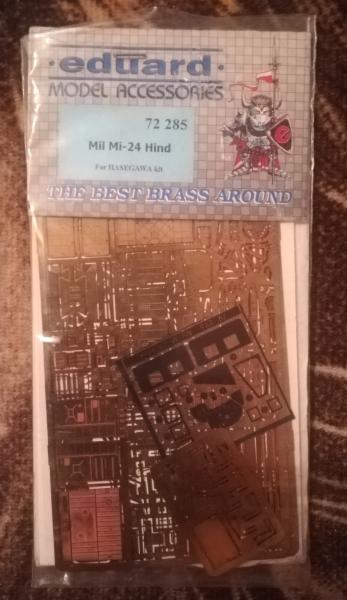 ·eduard·
MODEL ACCESSORIES
72 285
Mil Mi-24 Hind
For HASEGAWA kit
THE BEST BRASS AROUND